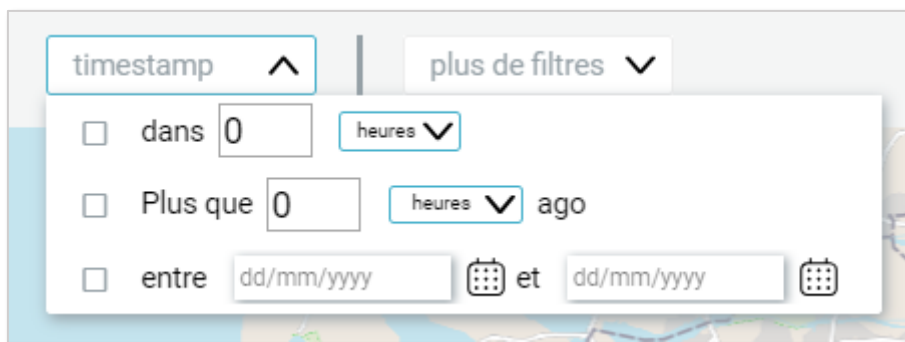 timestamp plus de filtres
dans 0 heures
Plus que 0 heures ago
entre dd/mm/yyyy et dd/mm/yyyy